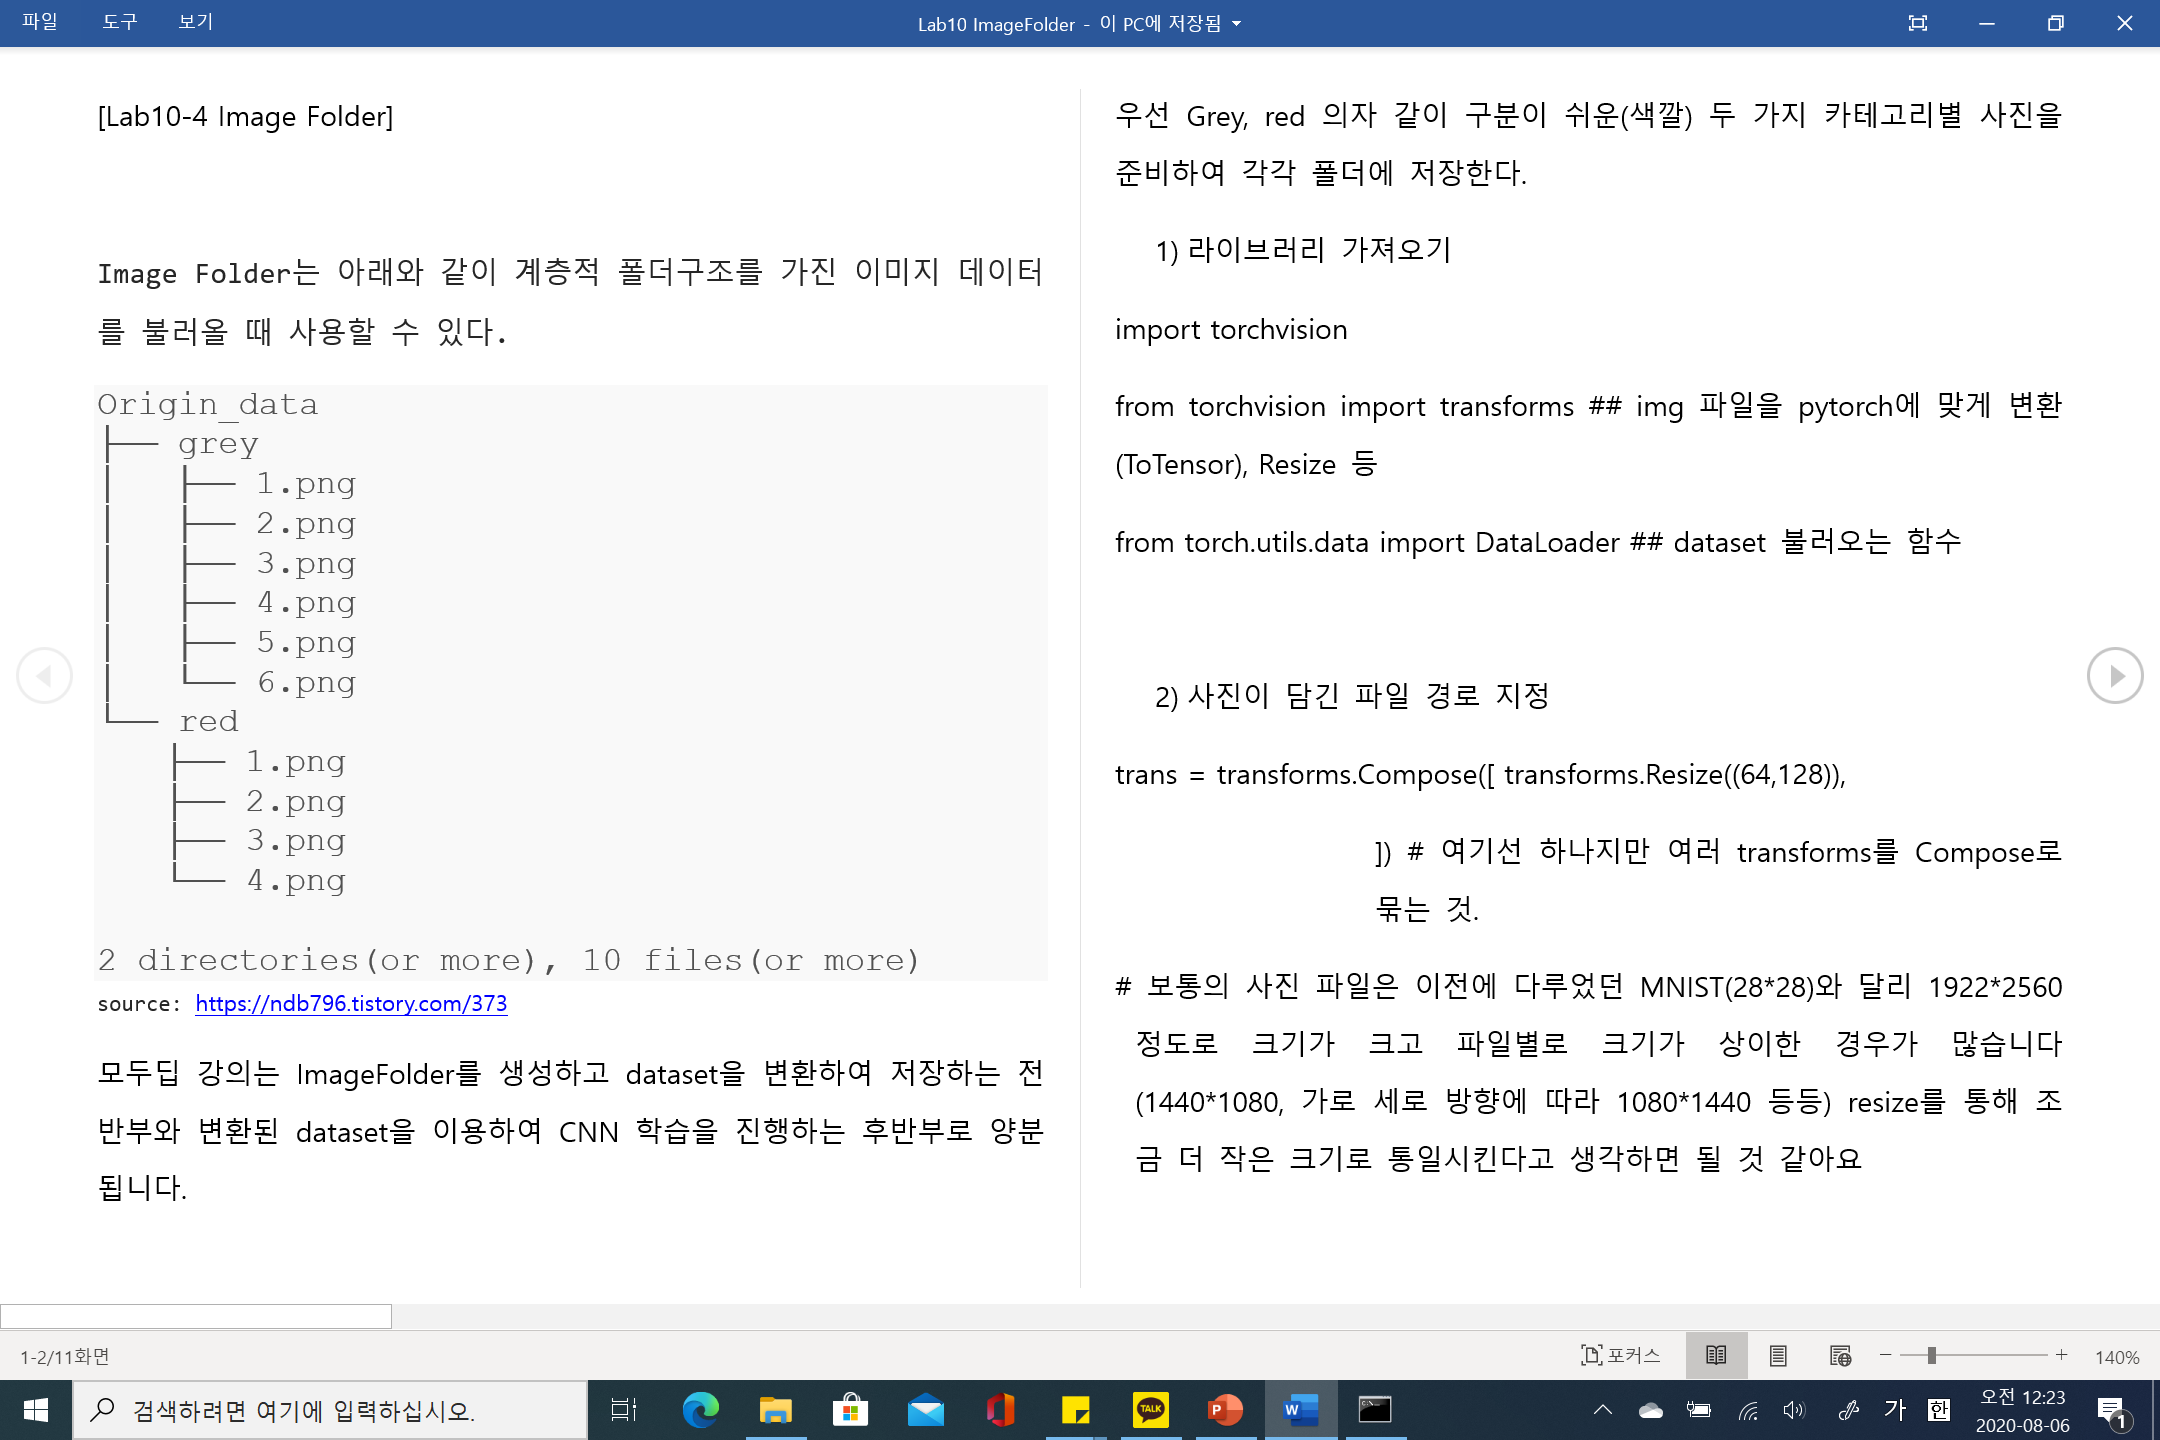 파일 도구 보기 Lab10 ImageFolder - 이 PC에 저장됨
[Lab10-4 Image Folder]
Image Folder는 아래와 같이 계층적 폴더구조를 가진 이미지 데이터
를 불러올 때 사용할 수 있다.
Origin_data
├── grey
│   ├── 1.png
│   ├── 2.png
│   ├── 3.png
│   ├── 4.png
│   ├── 5.png
│   └── 6.png
└── red
    ├── 1.png
    ├── 2.png
    ├── 3.png
    └── 4.png
2 directories(or more), 10 files(or more)
source: https://ndb796.tistory.com/373
모두딥 강의는 ImageFolder를 생성하고 dataset을 변환하여 저장하는 전
반부와 변환된 dataset을 이용하여 CNN 학습을 진행하는 후반부로 양분
됩니다.
우선 Grey, red 의자 같이 구분이 쉬운(색깔) 두 가지 카테고리별 사진을
준비하여 각각 폴더에 저장한다.
1) 라이브러리 가져오기
import torchvision
from torchvision import transforms ## img 파일을 pytorch에 맞게 변환
(ToTensor), Resize 등
from torch.utils.data import DataLoader ## dataset 불러오는 함수
2) 사진이 담긴 파일 경로 지정
trans = transforms.Compose([ transforms.Resize((64,128)),
]) # 여기선 하나지만 여러 transforms를 Compose로
묶는 것.
# 보통의 사진 파일은 이전에 다루었던 MNIST(28*28)와 달리 1922*2560
정도로 크기가 크고 파일별로 크기가 상이한 경우가 많습니다
(1440*1080, 가로 세로 방향에 따라 1080*1440 등등) resize를 통해 조
금 더 작은 크기로 통일시킨다고 생각하면 될 것 같아요
1-2/11화면 포커스 140%
검색하려면 여기에 입력하십시오. TALK P W 가 한 오전 12:23
2020-08-06 1